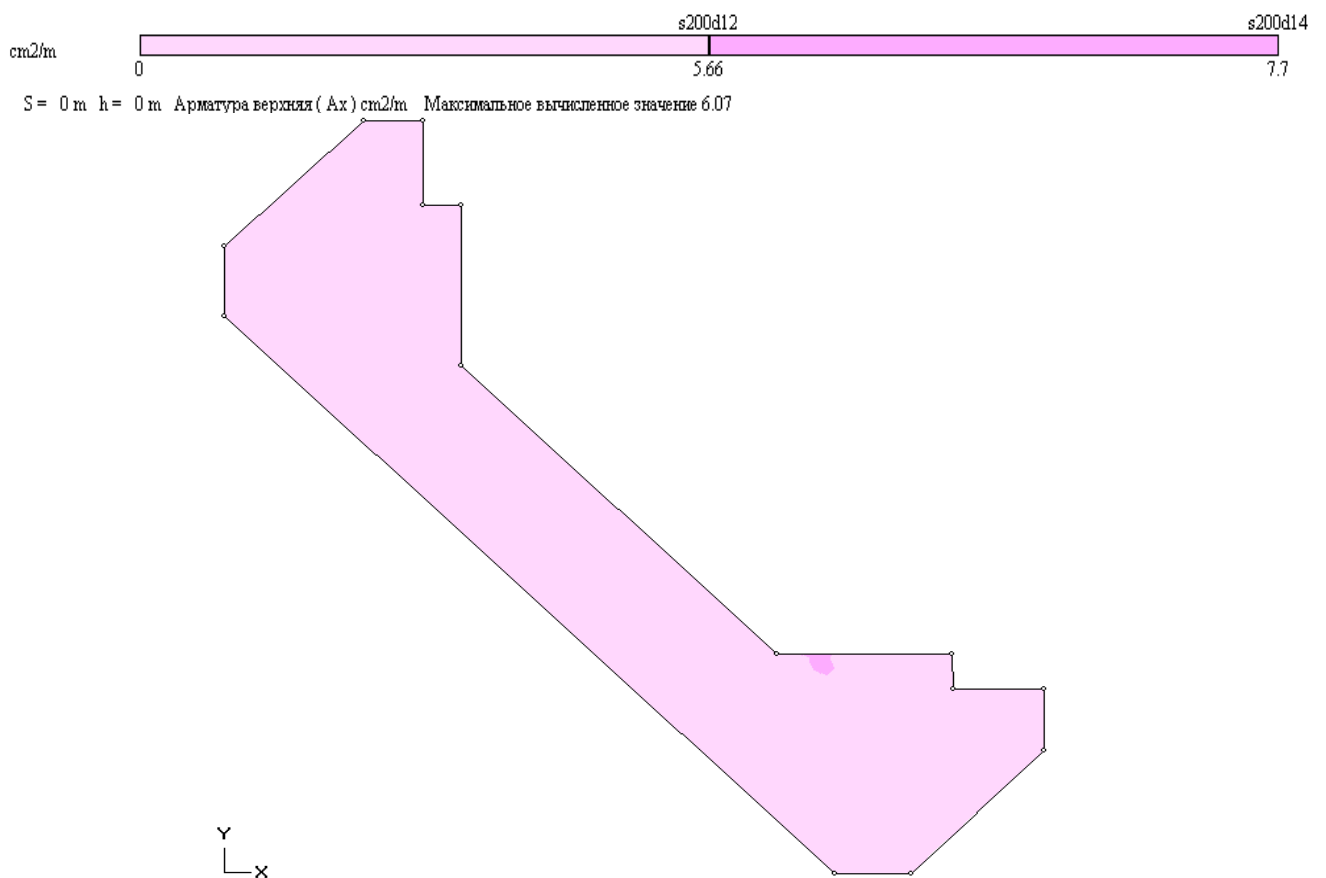 s200d12 s200d14
cm2/m
0 5.66 7.7
S = 0 m h = 0 m Арматура верхняя ( Ax ) cm2/m Максимальное вычисленное значение 6.07
Y
X